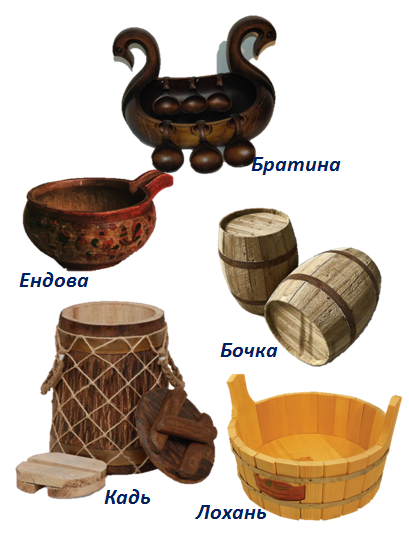 Братина
Ендова
Бочка
Кадь
Лохань